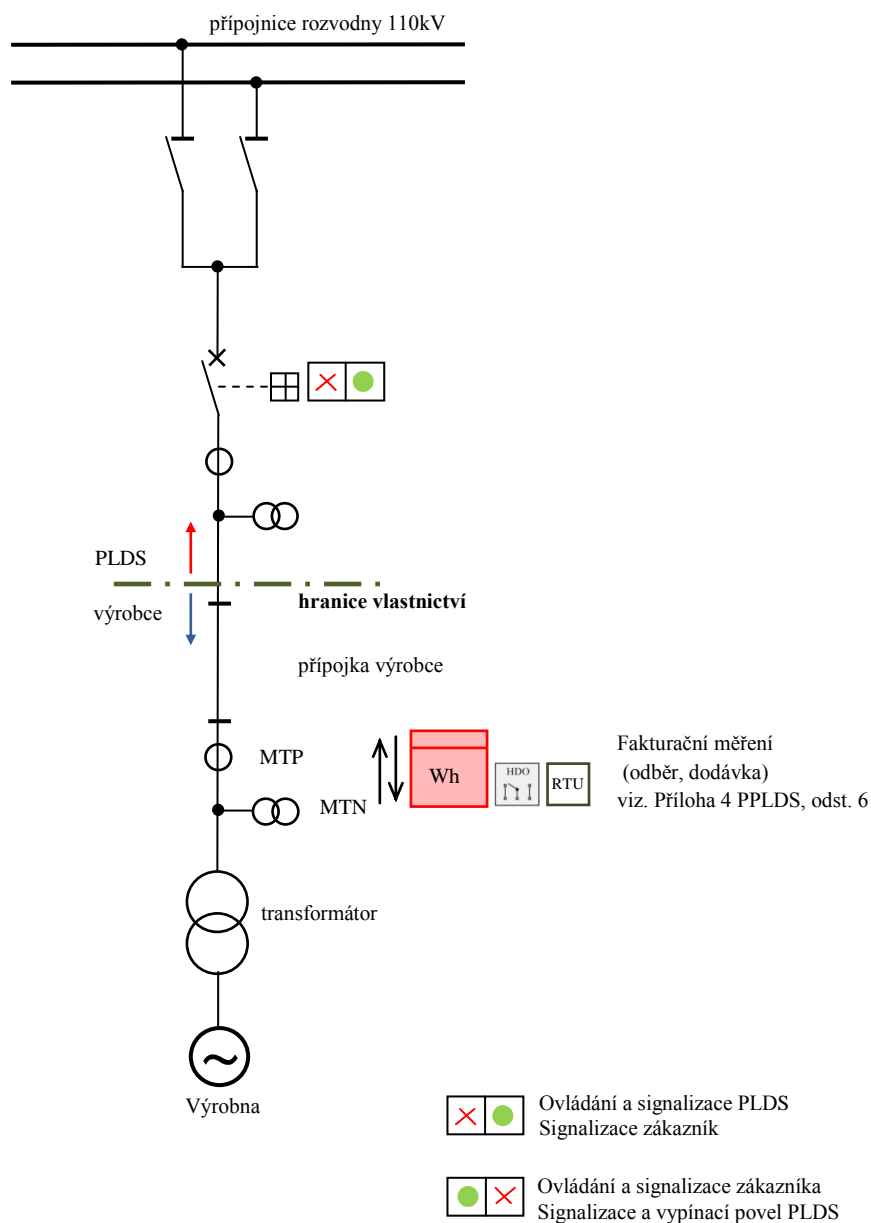 přípojnice rozvodny 110kV
PLDS
výrobce
hranice vlastnictví
přípojka výrobce
MTP
MTN
Wh
HDO
RTU
Fakturační měření
(odběr, dodávka)
viz. Příloha 4 PPLDS, odst. 6
transformátor
Výrobna
Ovládání a signalizace PLDS
Signalizace zákazník
Ovládání a signalizace zákazníka
Signalizace a vypínací povel PLDS